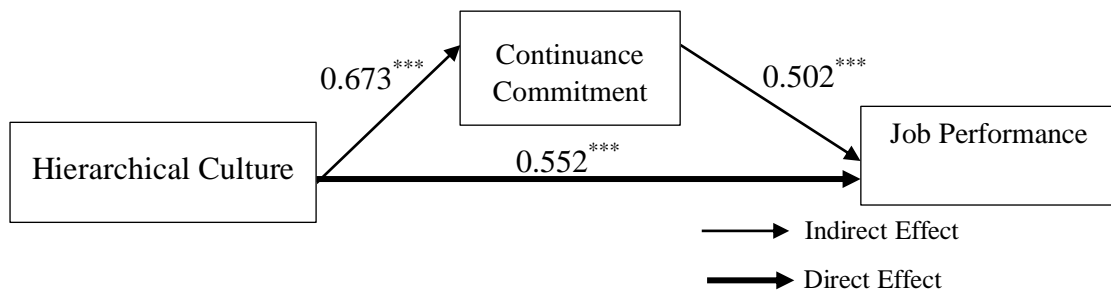 Continuance
Commitment
0.673***
0.502***
Job Performance
Hierarchical Culture
0.552***
Indirect Effect
Direct Effect